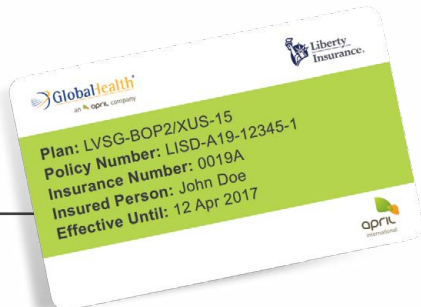 GlobalHealth
an april company
Liberty
Insurance.
Plan: LVSG-BOP2/XUS-15
Policy Number: LISD-A19-12345-1
Insurance Number: 0019A
Insured Person: John Doe
Effective Until: 12 Apr 2017
april
international